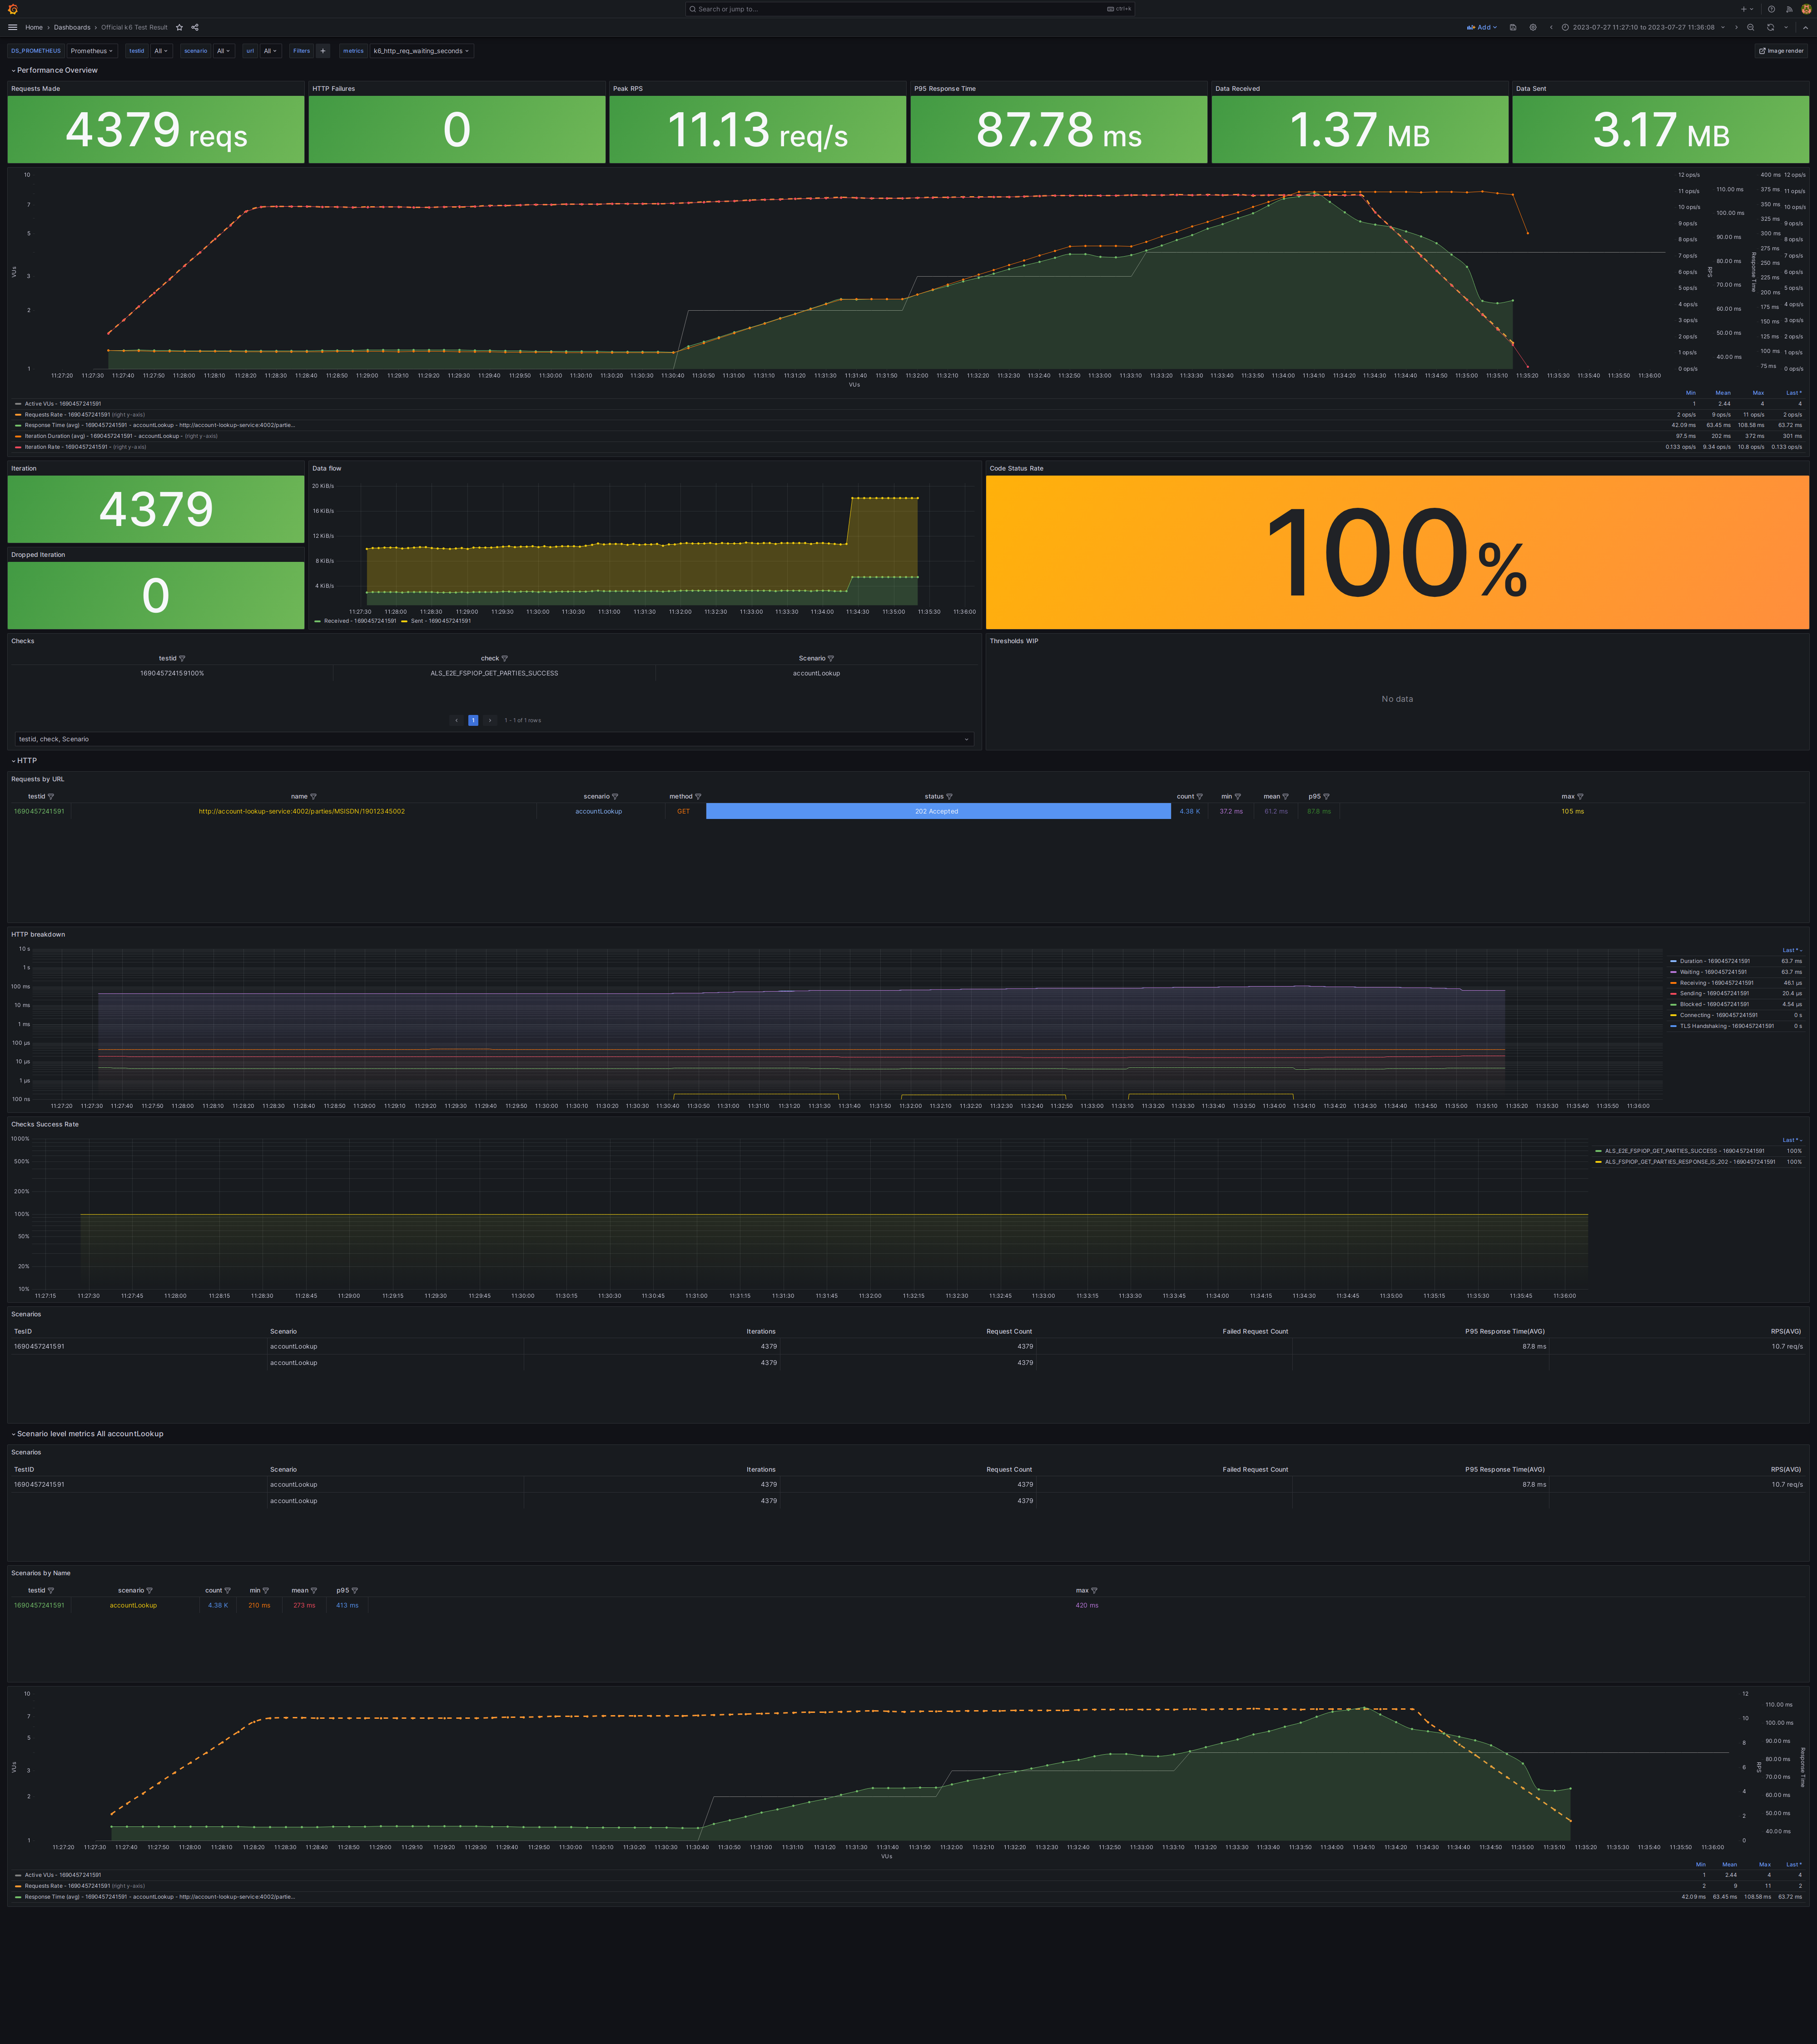 Search or jump to... ctrl+k
Home › Dashboards › Official k6 Test Result
Add
2023-07-27 11:27:10 to 2023-07-27 11:36:08
DS_PROMETHEUS Prometheus testid All scenario All url All Filters + metrics k6_http_req_waiting_seconds
Image render
Performance Overview
Requests Made
4379 reqs
HTTP Failures
0
Peak RPS
11.13 req/s
P95 Response Time
87.78 ms
Data Received
1.37 MB
Data Sent
3.17 MB
10
7
5
3
2
1
VUs
12 ops/s
11 ops/s
10 ops/s
9 ops/s
8 ops/s
7 ops/s
6 ops/s
5 ops/s
4 ops/s
3 ops/s
2 ops/s
1 ops/s
0 ops/s
RPS
110.00 ms
100.00 ms
90.00 ms
80.00 ms
70.00 ms
60.00 ms
50.00 ms
40.00 ms
Response Time
400 ms
375 ms
350 ms
325 ms
300 ms
275 ms
250 ms
225 ms
200 ms
175 ms
150 ms
125 ms
100 ms
75 ms
12 ops/s
11 ops/s
10 ops/s
9 ops/s
8 ops/s
7 ops/s
6 ops/s
5 ops/s
4 ops/s
3 ops/s
2 ops/s
1 ops/s
0 ops/s
11:27:20 11:27:30 11:27:40 11:27:50 11:28:00 11:28:10 11:28:20 11:28:30 11:28:40 11:28:50 11:29:00 11:29:10 11:29:20 11:29:30 11:29:40 11:29:50 11:30:00 11:30:10 11:30:20 11:30:30 11:30:40 11:30:50 11:31:00 11:31:10 11:31:20 11:31:30 11:31:40 11:31:50 11:32:00 11:32:10 11:32:20 11:32:30 11:32:40 11:32:50 11:33:00 11:33:10 11:33:20 11:33:30 11:33:40 11:33:50 11:34:00 11:34:10 11:34:20 11:34:30 11:34:40 11:34:50 11:35:00 11:35:10 11:35:20 11:35:30 11:35:40 11:35:50 11:36:00
VUs
Min Mean Max Last *
Active VUs - 1690457241591 1 2.44 4 4
Requests Rate - 1690457241591 (right y-axis) 2 ops/s 9 ops/s 11 ops/s 2 ops/s
Response Time (avg) - 1690457241591 - accountLookup - http://account-lookup-service:4002/partie... 42.09 ms 63.45 ms 108.58 ms 63.72 ms
Iteration Duration (avg) - 1690457241591 - accountLookup - (right y-axis) 97.5 ms 202 ms 372 ms 301 ms
Iteration Rate - 1690457241591 - (right y-axis) 0.133 ops/s 9.34 ops/s 10.8 ops/s 0.133 ops/s
Iteration
4379
Dropped Iteration
0
Data flow
20 KiB/s
16 KiB/s
12 KiB/s
8 KiB/s
4 KiB/s
11:27:30 11:28:00 11:28:30 11:29:00 11:29:30 11:30:00 11:30:30 11:31:00 11:31:30 11:32:00 11:32:30 11:33:00 11:33:30 11:34:00 11:34:30 11:35:00 11:35:30 11:36:00
Received - 1690457241591 Sent - 1690457241591
Code Status Rate
100%
Checks
testid check Scenario
169045724159100% ALS_E2E_FSPIOP_GET_PARTIES_SUCCESS accountLookup
1 1 - 1 of 1 rows
testid, check, Scenario
Thresholds WIP
No data
HTTP
Requests by URL
testid name scenario method status count min mean p95 max
1690457241591 http://account-lookup-service:4002/parties/MSISDN/19012345002 accountLookup GET 202 Accepted 4.38 K 37.2 ms 61.2 ms 87.8 ms 105 ms
HTTP breakdown
10 s
1 s
100 ms
10 ms
1 ms
100 µs
10 µs
1 µs
100 ns
11:27:20 11:27:30 11:27:40 11:27:50 11:28:00 11:28:10 11:28:20 11:28:30 11:28:40 11:28:50 11:29:00 11:29:10 11:29:20 11:29:30 11:29:40 11:29:50 11:30:00 11:30:10 11:30:20 11:30:30 11:30:40 11:30:50 11:31:00 11:31:10 11:31:20 11:31:30 11:31:40 11:31:50 11:32:00 11:32:10 11:32:20 11:32:30 11:32:40 11:32:50 11:33:00 11:33:10 11:33:20 11:33:30 11:33:40 11:33:50 11:34:00 11:34:10 11:34:20 11:34:30 11:34:40 11:34:50 11:35:00 11:35:10 11:35:20 11:35:30 11:35:40 11:35:50 11:36:00
Last *
Duration - 1690457241591 63.7 ms
Waiting - 1690457241591 63.7 ms
Receiving - 1690457241591 46.1 µs
Sending - 1690457241591 20.4 µs
Blocked - 1690457241591 4.54 µs
Connecting - 1690457241591 0 s
TLS Handshaking - 1690457241591 0 s
Checks Success Rate
1000%
500%
200%
100%
50%
20%
10%
11:27:15 11:27:30 11:27:45 11:28:00 11:28:15 11:28:30 11:28:45 11:29:00 11:29:15 11:29:30 11:29:45 11:30:00 11:30:15 11:30:30 11:30:45 11:31:00 11:31:15 11:31:30 11:31:45 11:32:00 11:32:15 11:32:30 11:32:45 11:33:00 11:33:15 11:33:30 11:33:45 11:34:00 11:34:15 11:34:30 11:34:45 11:35:00 11:35:15 11:35:30 11:35:45 11:36:00
Last *
ALS_E2E_FSPIOP_GET_PARTIES_SUCCESS - 1690457241591 100%
ALS_FSPIOP_GET_PARTIES_RESPONSE_IS_202 - 1690457241591 100%
Scenarios
TesID Scenario Iterations Request Count Failed Request Count P95 Response Time(AVG) RPS(AVG)
1690457241591 accountLookup 4379 4379 87.8 ms 10.7 req/s
accountLookup 4379 4379
Scenario level metrics All accountLookup
Scenarios
TestID Scenario Iterations Request Count Failed Request Count P95 Response Time(AVG) RPS(AVG)
1690457241591 accountLookup 4379 4379 87.8 ms 10.7 req/s
accountLookup 4379 4379
Scenarios by Name
testid scenario count min mean p95 max
1690457241591 accountLookup 4.38 K 210 ms 273 ms 413 ms 420 ms
10
7
5
3
2
1
VUs
12
10
8
6
4
2
0
RPS
110.00 ms
100.00 ms
90.00 ms
80.00 ms
70.00 ms
60.00 ms
50.00 ms
40.00 ms
Response Time
11:27:20 11:27:30 11:27:40 11:27:50 11:28:00 11:28:10 11:28:20 11:28:30 11:28:40 11:28:50 11:29:00 11:29:10 11:29:20 11:29:30 11:29:40 11:29:50 11:30:00 11:30:10 11:30:20 11:30:30 11:30:40 11:30:50 11:31:00 11:31:10 11:31:20 11:31:30 11:31:40 11:31:50 11:32:00 11:32:10 11:32:20 11:32:30 11:32:40 11:32:50 11:33:00 11:33:10 11:33:20 11:33:30 11:33:40 11:33:50 11:34:00 11:34:10 11:34:20 11:34:30 11:34:40 11:34:50 11:35:00 11:35:10 11:35:20 11:35:30 11:35:40 11:35:50 11:36:00
VUs
Min Mean Max Last *
Active VUs - 1690457241591 1 2.44 4 4
Requests Rate - 1690457241591 (right y-axis) 2 9 11 2
Response Time (avg) - 1690457241591 - accountLookup - http://account-lookup-service:4002/partie... 42.09 ms 63.45 ms 108.58 ms 63.72 ms